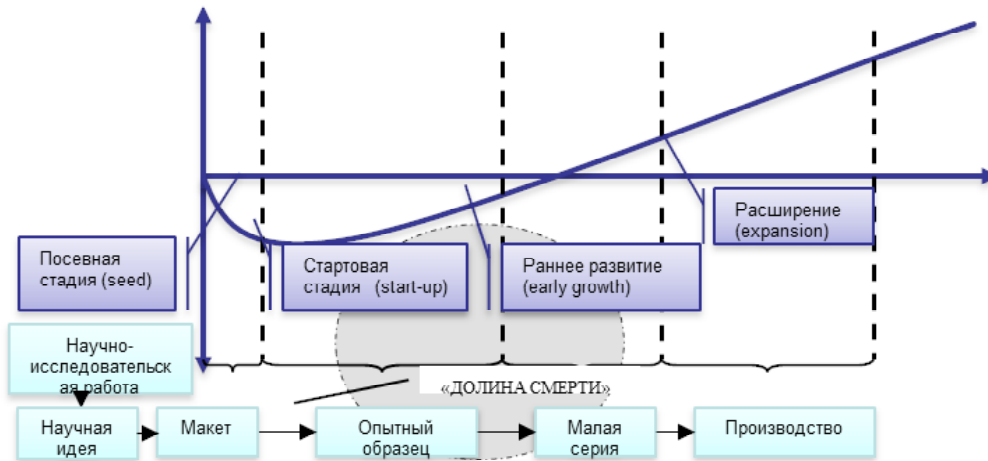 Посевная
стадия (seed)
Стартовая
стадия (start-up)
Раннее развитие
(early growth)
Расширение
(expansion)
Научно-
исследовательск
ая работа
«ДОЛИНА СМЕРТИ»
Научная
идея
Макет
Опытный
образец
Малая
серия
Производство